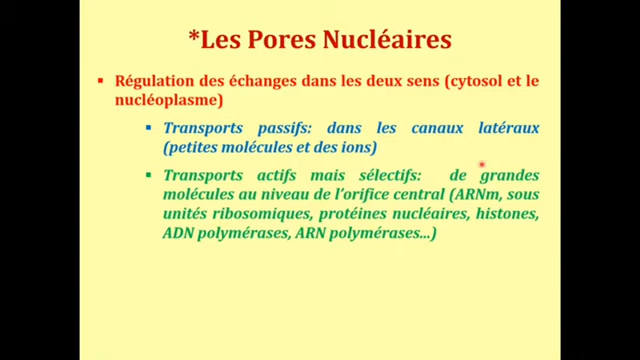 *Les Pores Nucléaires
▪ Régulation des échanges dans les deux sens (cytosol et le
nucléoplasme)
▪ Transports passifs: dans les canaux latéraux
(petites molécules et des ions)
▪ Transports actifs mais sélectifs: de grandes
molécules au niveau de l'orifice central (ARNm, sous
unités ribosomiques, protéines nucléaires, histones,
ADN polymérases, ARN polymérases...)